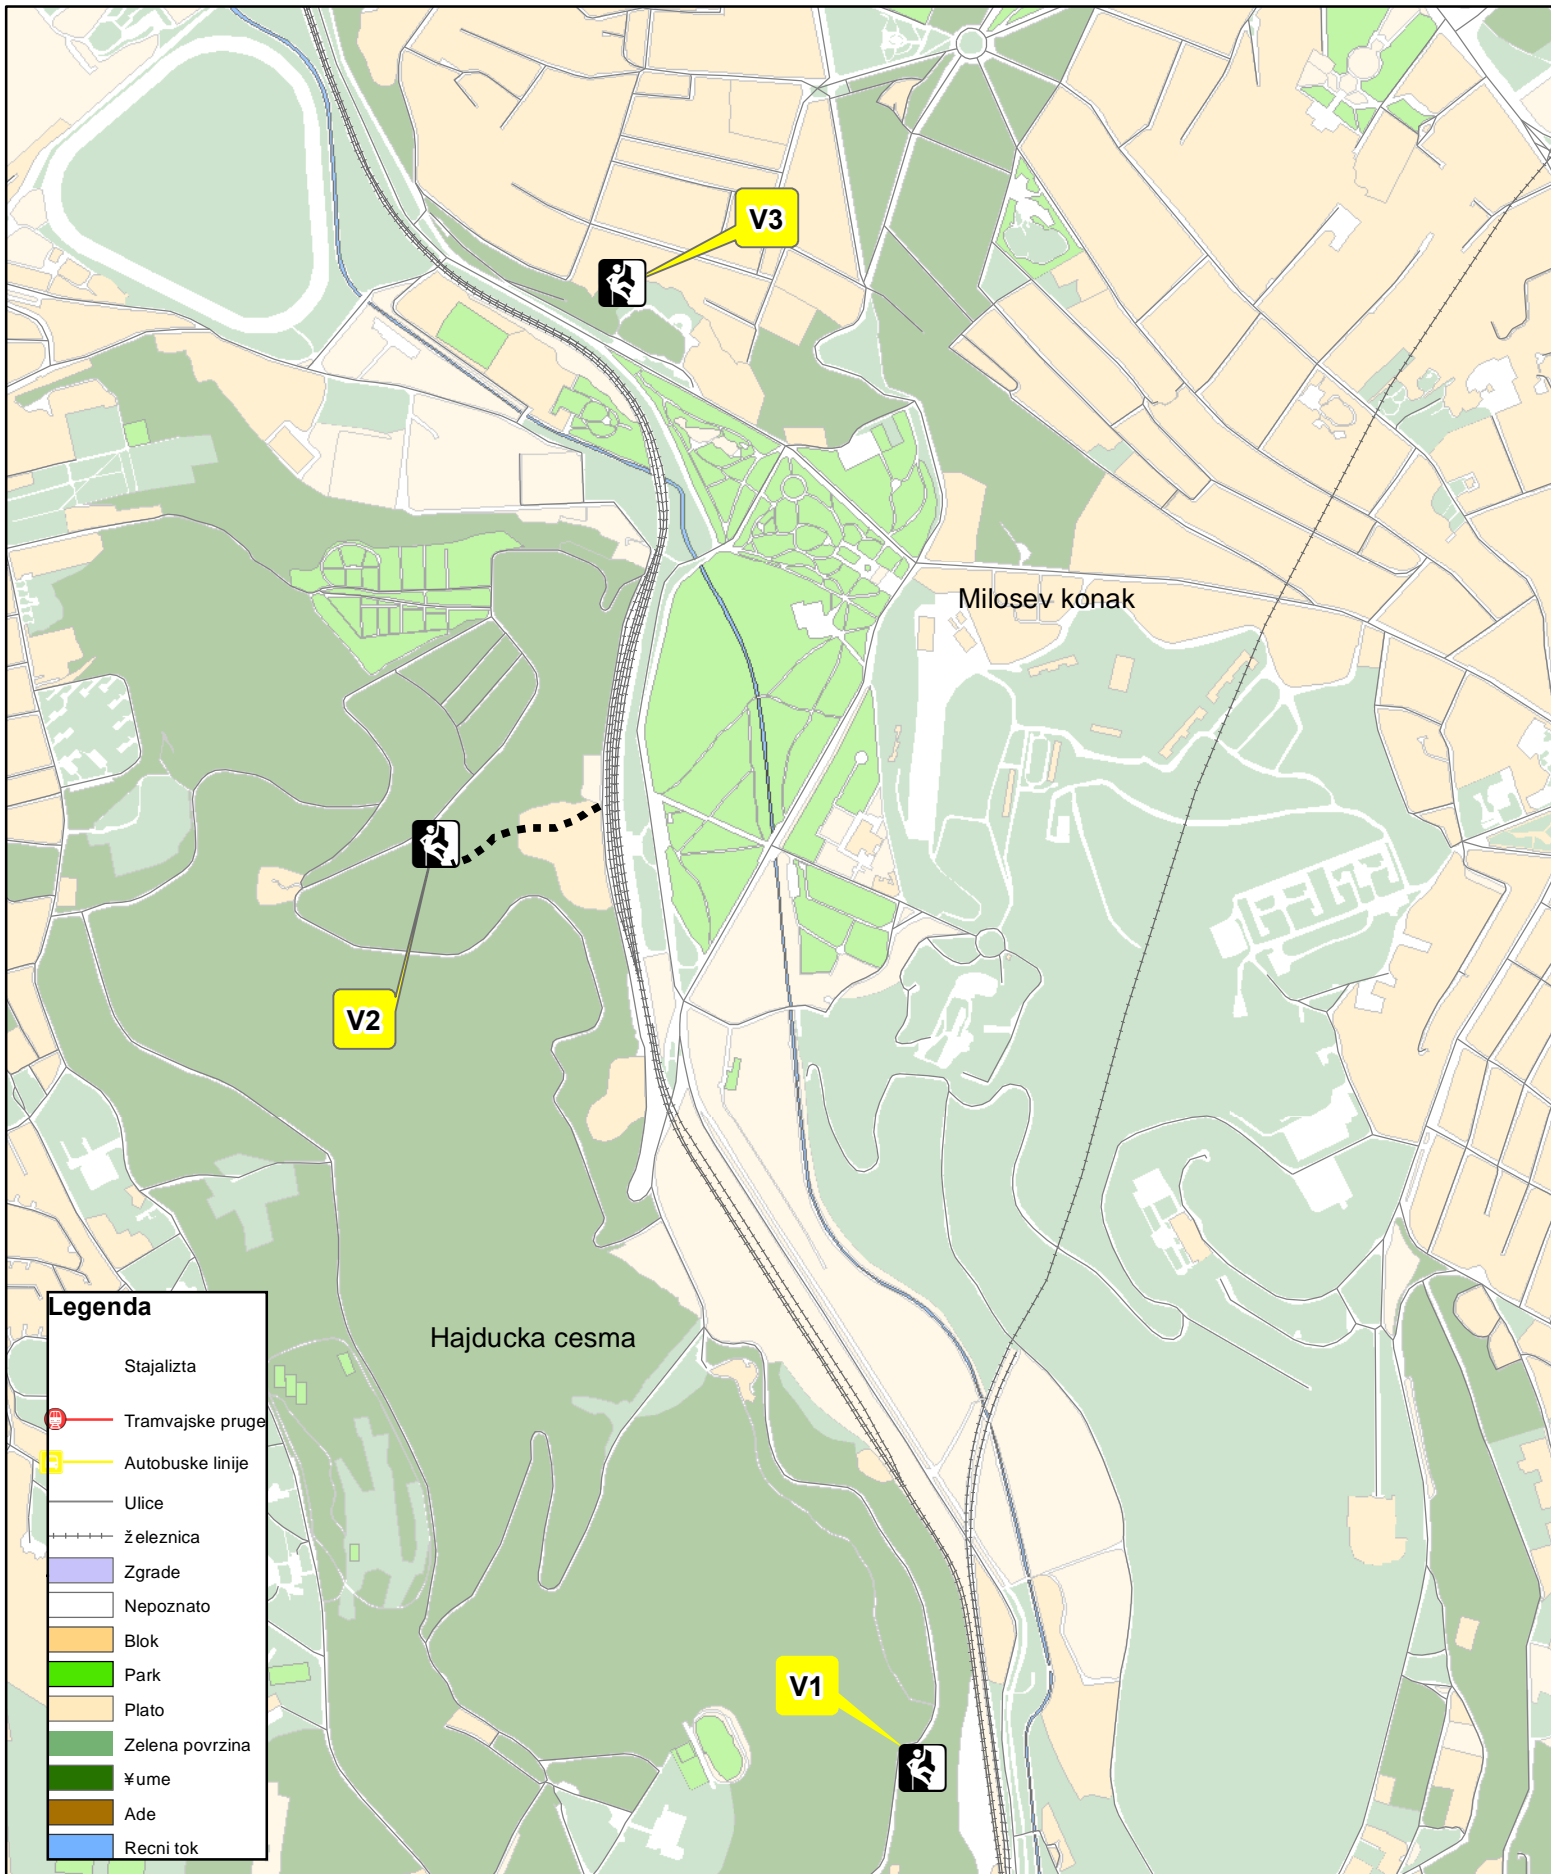 V3
Milosev konak
V2
Hajducka cesma
V1
Legenda
Stajalizta
Tramvajske pruge
Autobuske linije
Ulice
železnica
Zgrade
Nepoznato
Blok
Park
Plato
Zelena povrzina
¥ume
Ade
Recni tok